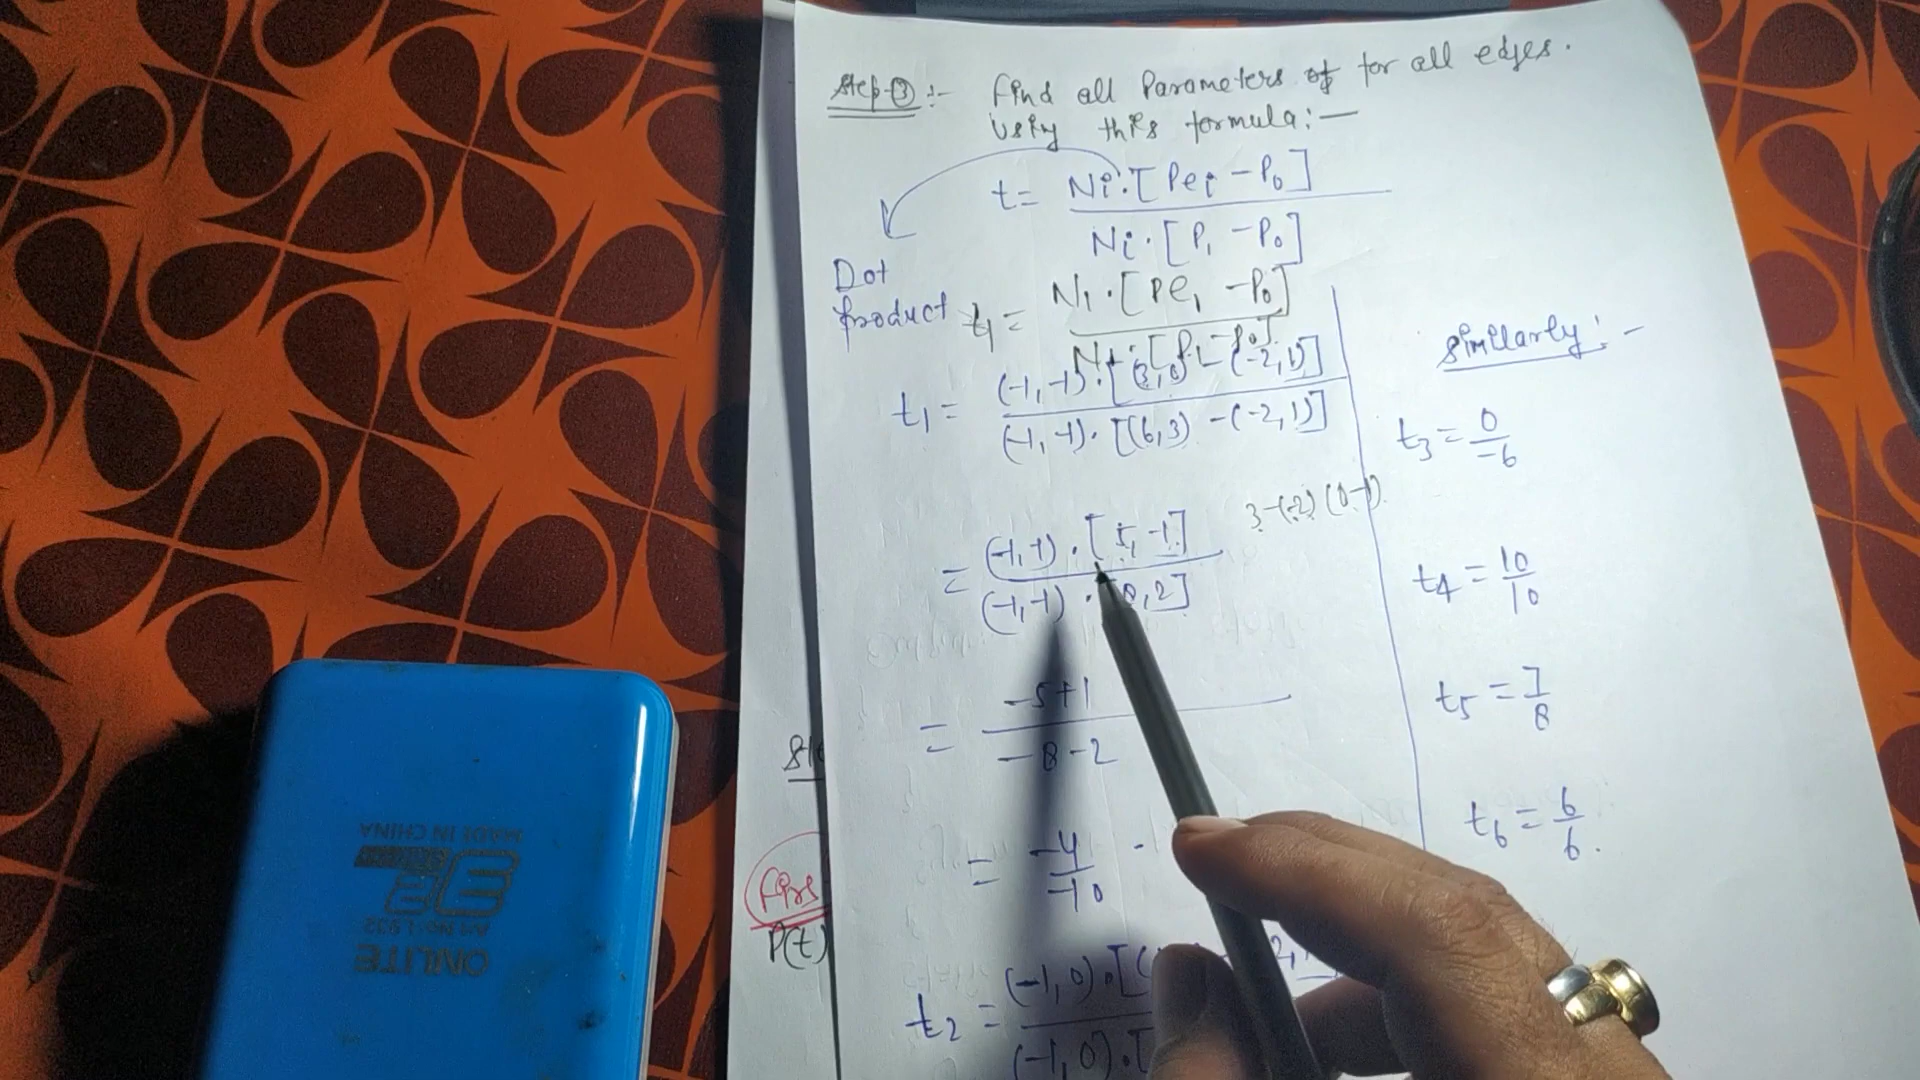 Step-③:- Find all Parameters of for all edges.
Using this formula:-
t = Ni.[Pei - P0]
Ni.[P1 - P0]
Dot
Product
t1 = N1.[Pe1 - P0]
N1.[P1 - P0]
t1 = (-1,-1).[(3,0) - (-2,1)]
(-1,-1).[(6,3) - (-2,1)]
3-(-2) (0-1)
= (-1,-1).[5,-1]
(-1,-1).[8,2]
= -5+1
-8-2
= -4
-10
t2 = (-1,0).[(
(-1,0).[
Similarly:-
t3 = 0
-6
t4 = 10
10
t5 = 7
8
t6 = 6
6.
P(t)
MADE IN CHINA
ONLITE